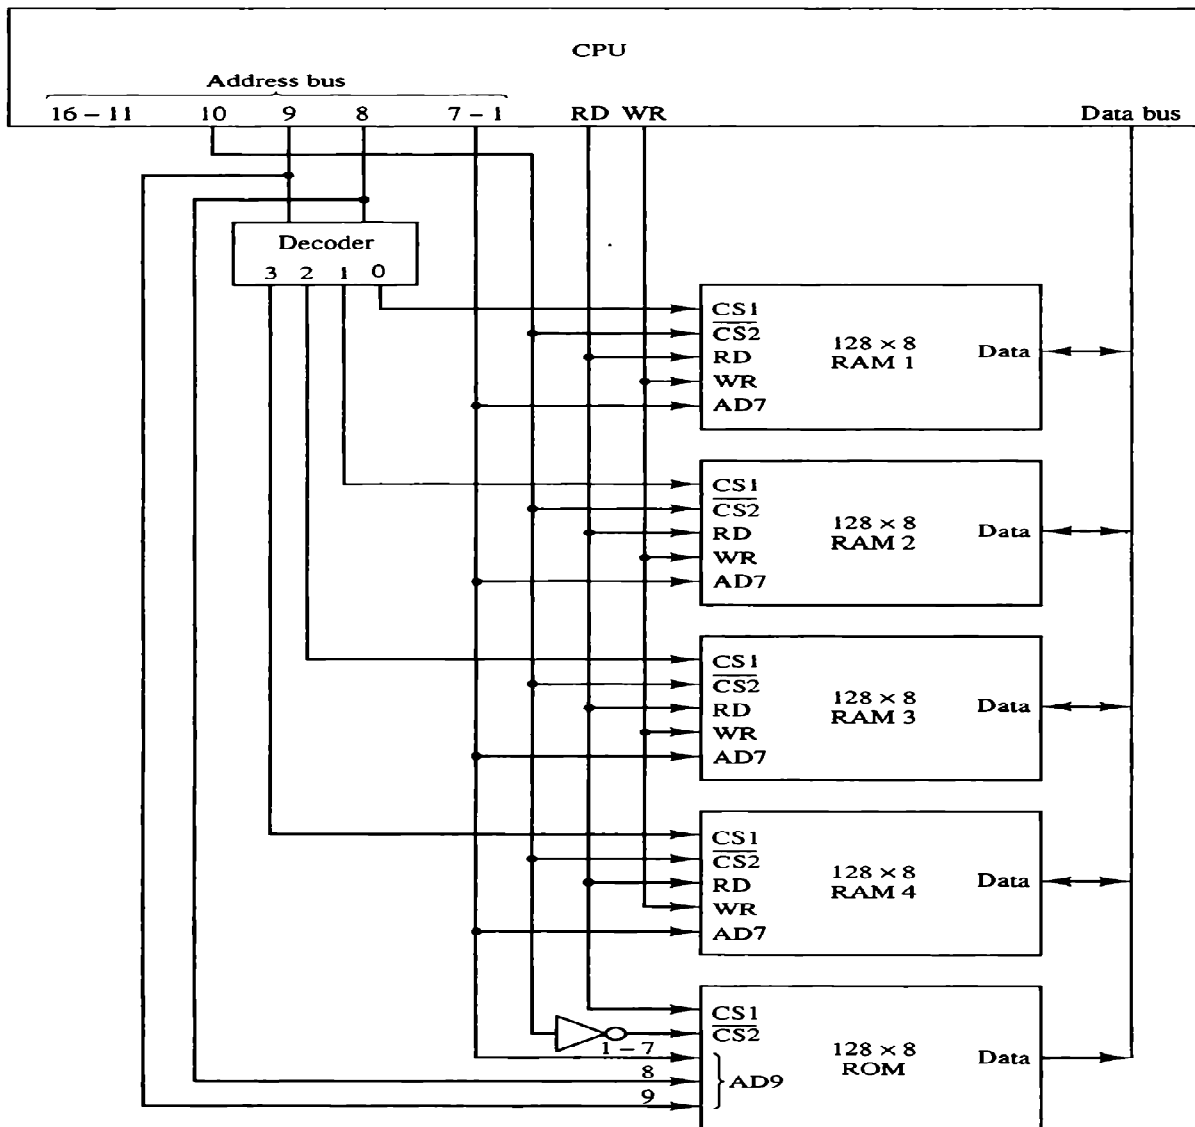 CPU
Address bus
16 – 11 10 9 8 7 – 1 RD WR Data bus
Decoder
3 2 1 0
CS1
CS2
RD
WR
AD7
128 × 8
RAM 1
Data
CS1
CS2
RD
WR
AD7
128 × 8
RAM 2
Data
CS1
CS2
RD
WR
AD7
128 × 8
RAM 3
Data
CS1
CS2
RD
WR
AD7
128 × 8
RAM 4
Data
CS1
CS2
1 – 7
8
9
AD9
128 × 8
ROM
Data